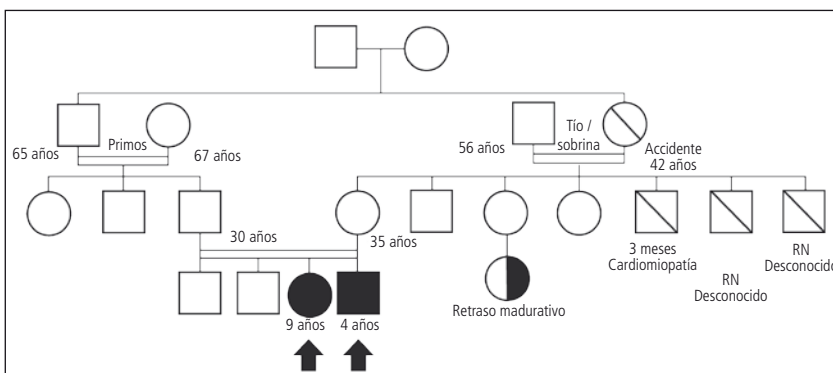 65 años
Primos
67 años
56 años
Tío /
sobrina
Accidente
42 años
30 años
35 años
9 años
4 años
Retraso madurativo
3 meses
Cardiomiopatía
RN
Desconocido
RN
Desconocido